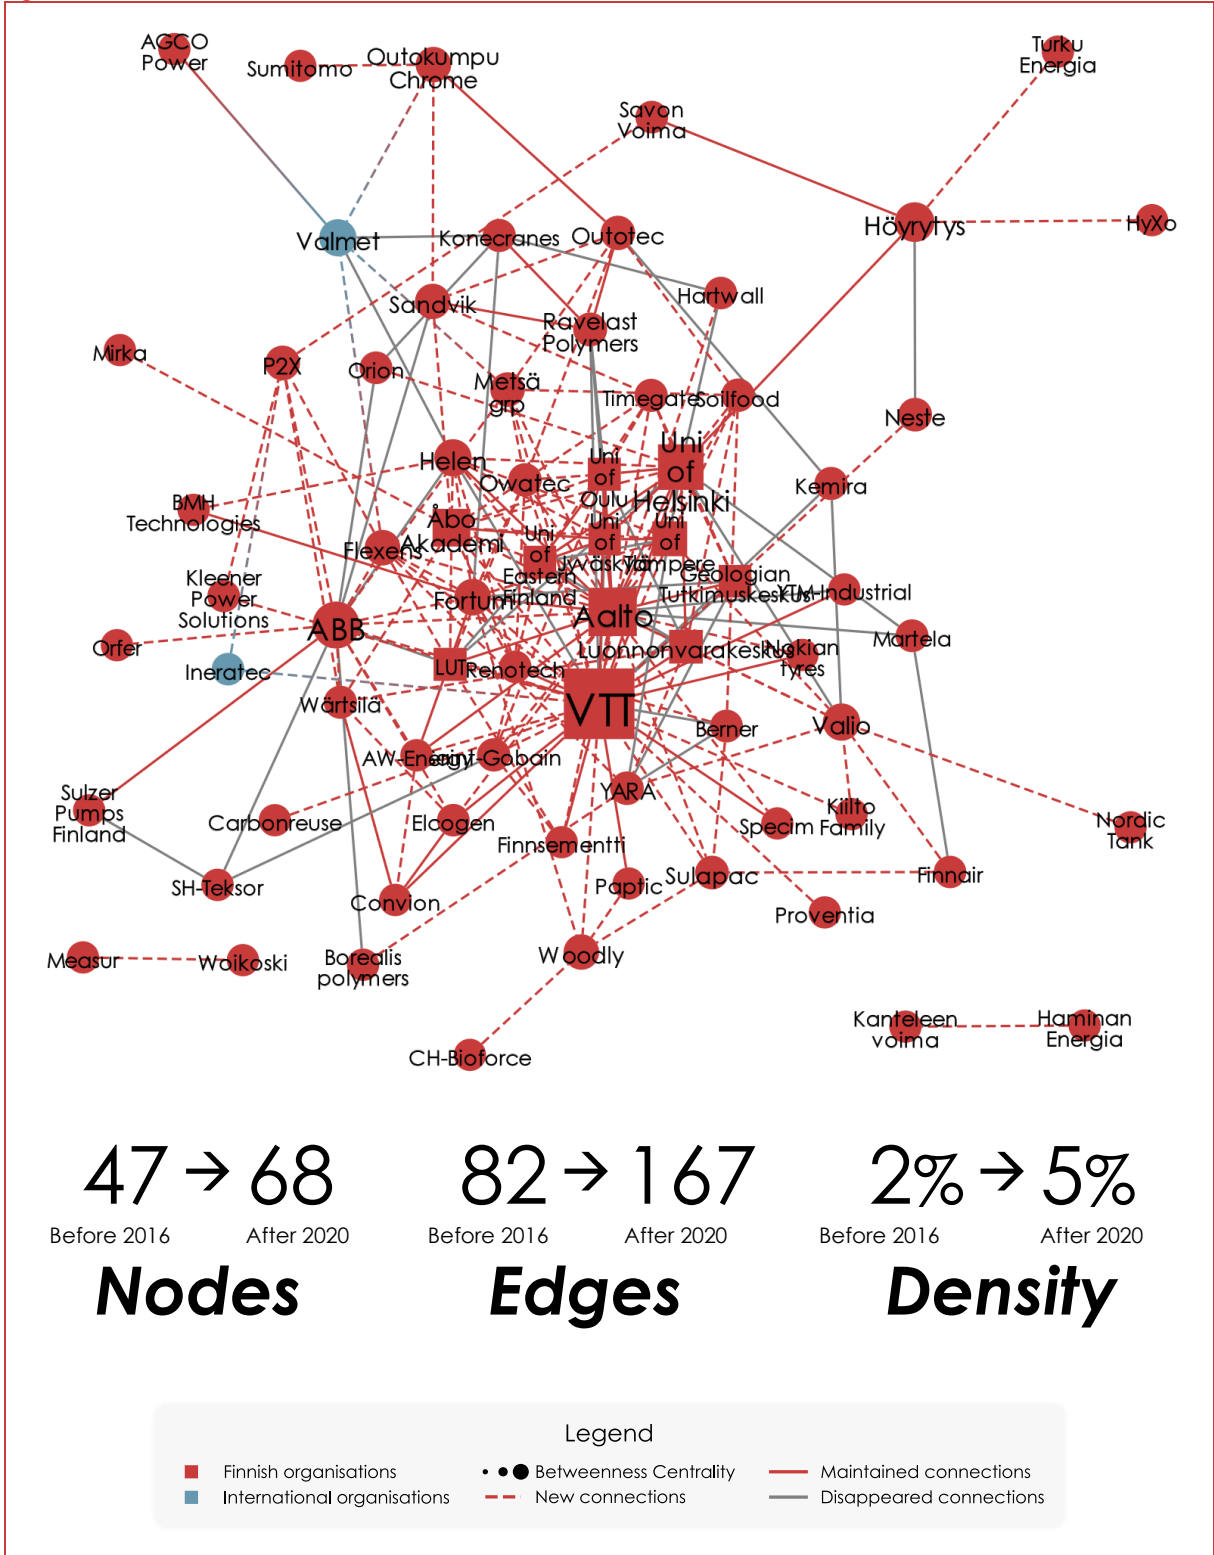 AGCO
Power
Sumitomo
Outokumpu
Chrome
Turku
Energia
Savon
Voima
Valmet
Konecranes
Outotec
Höyrytys
HyXo
Sandvik
Hartwall
Ravelast
Polymers
Mirka
P2X
Orion
Metsä
grp
Timegate
Soilfood
Neste
Helen
Owatec
Uni
of
Oulu
Uni
of
Helsinki
Kemira
BMH
Technologies
Åbo
Akademi
Flexens
Uni
of
Eastern
Finland
Uni
of
Jyväskylä
Uni
of
Tampere
Geologian
Tutkimuskeskus
YTM-Industrial
Kleener
Power
Solutions
Fortum
Aalto
ABB
Orfer
Martela
Ineratec
LUT
Renotech
Luonnonvarakeskus
Nokian
tyres
Wärtsilä
VTT
Berner
Valio
AW-Energy
Saint-Gobain
YARA
Sulzer
Pumps
Finland
Carbonreuse
Elcogen
Finnsementti
Specim
Kiilto
Family
Nordic
Tank
SH-Teksor
Convion
Paptic
Sulapac
Finnair
Proventia
Measur
Woikoski
Borealis
polymers
Woodly
Kanteleen
voima
Haminan
Energia
CH-Bioforce
47 → 68
Before 2016 After 2020
Nodes
82 → 167
Before 2016 After 2020
Edges
2% → 5%
Before 2016 After 2020
Density
Legend
Finnish organisations
Betweenness Centrality
Maintained connections
International organisations
New connections
Disappeared connections